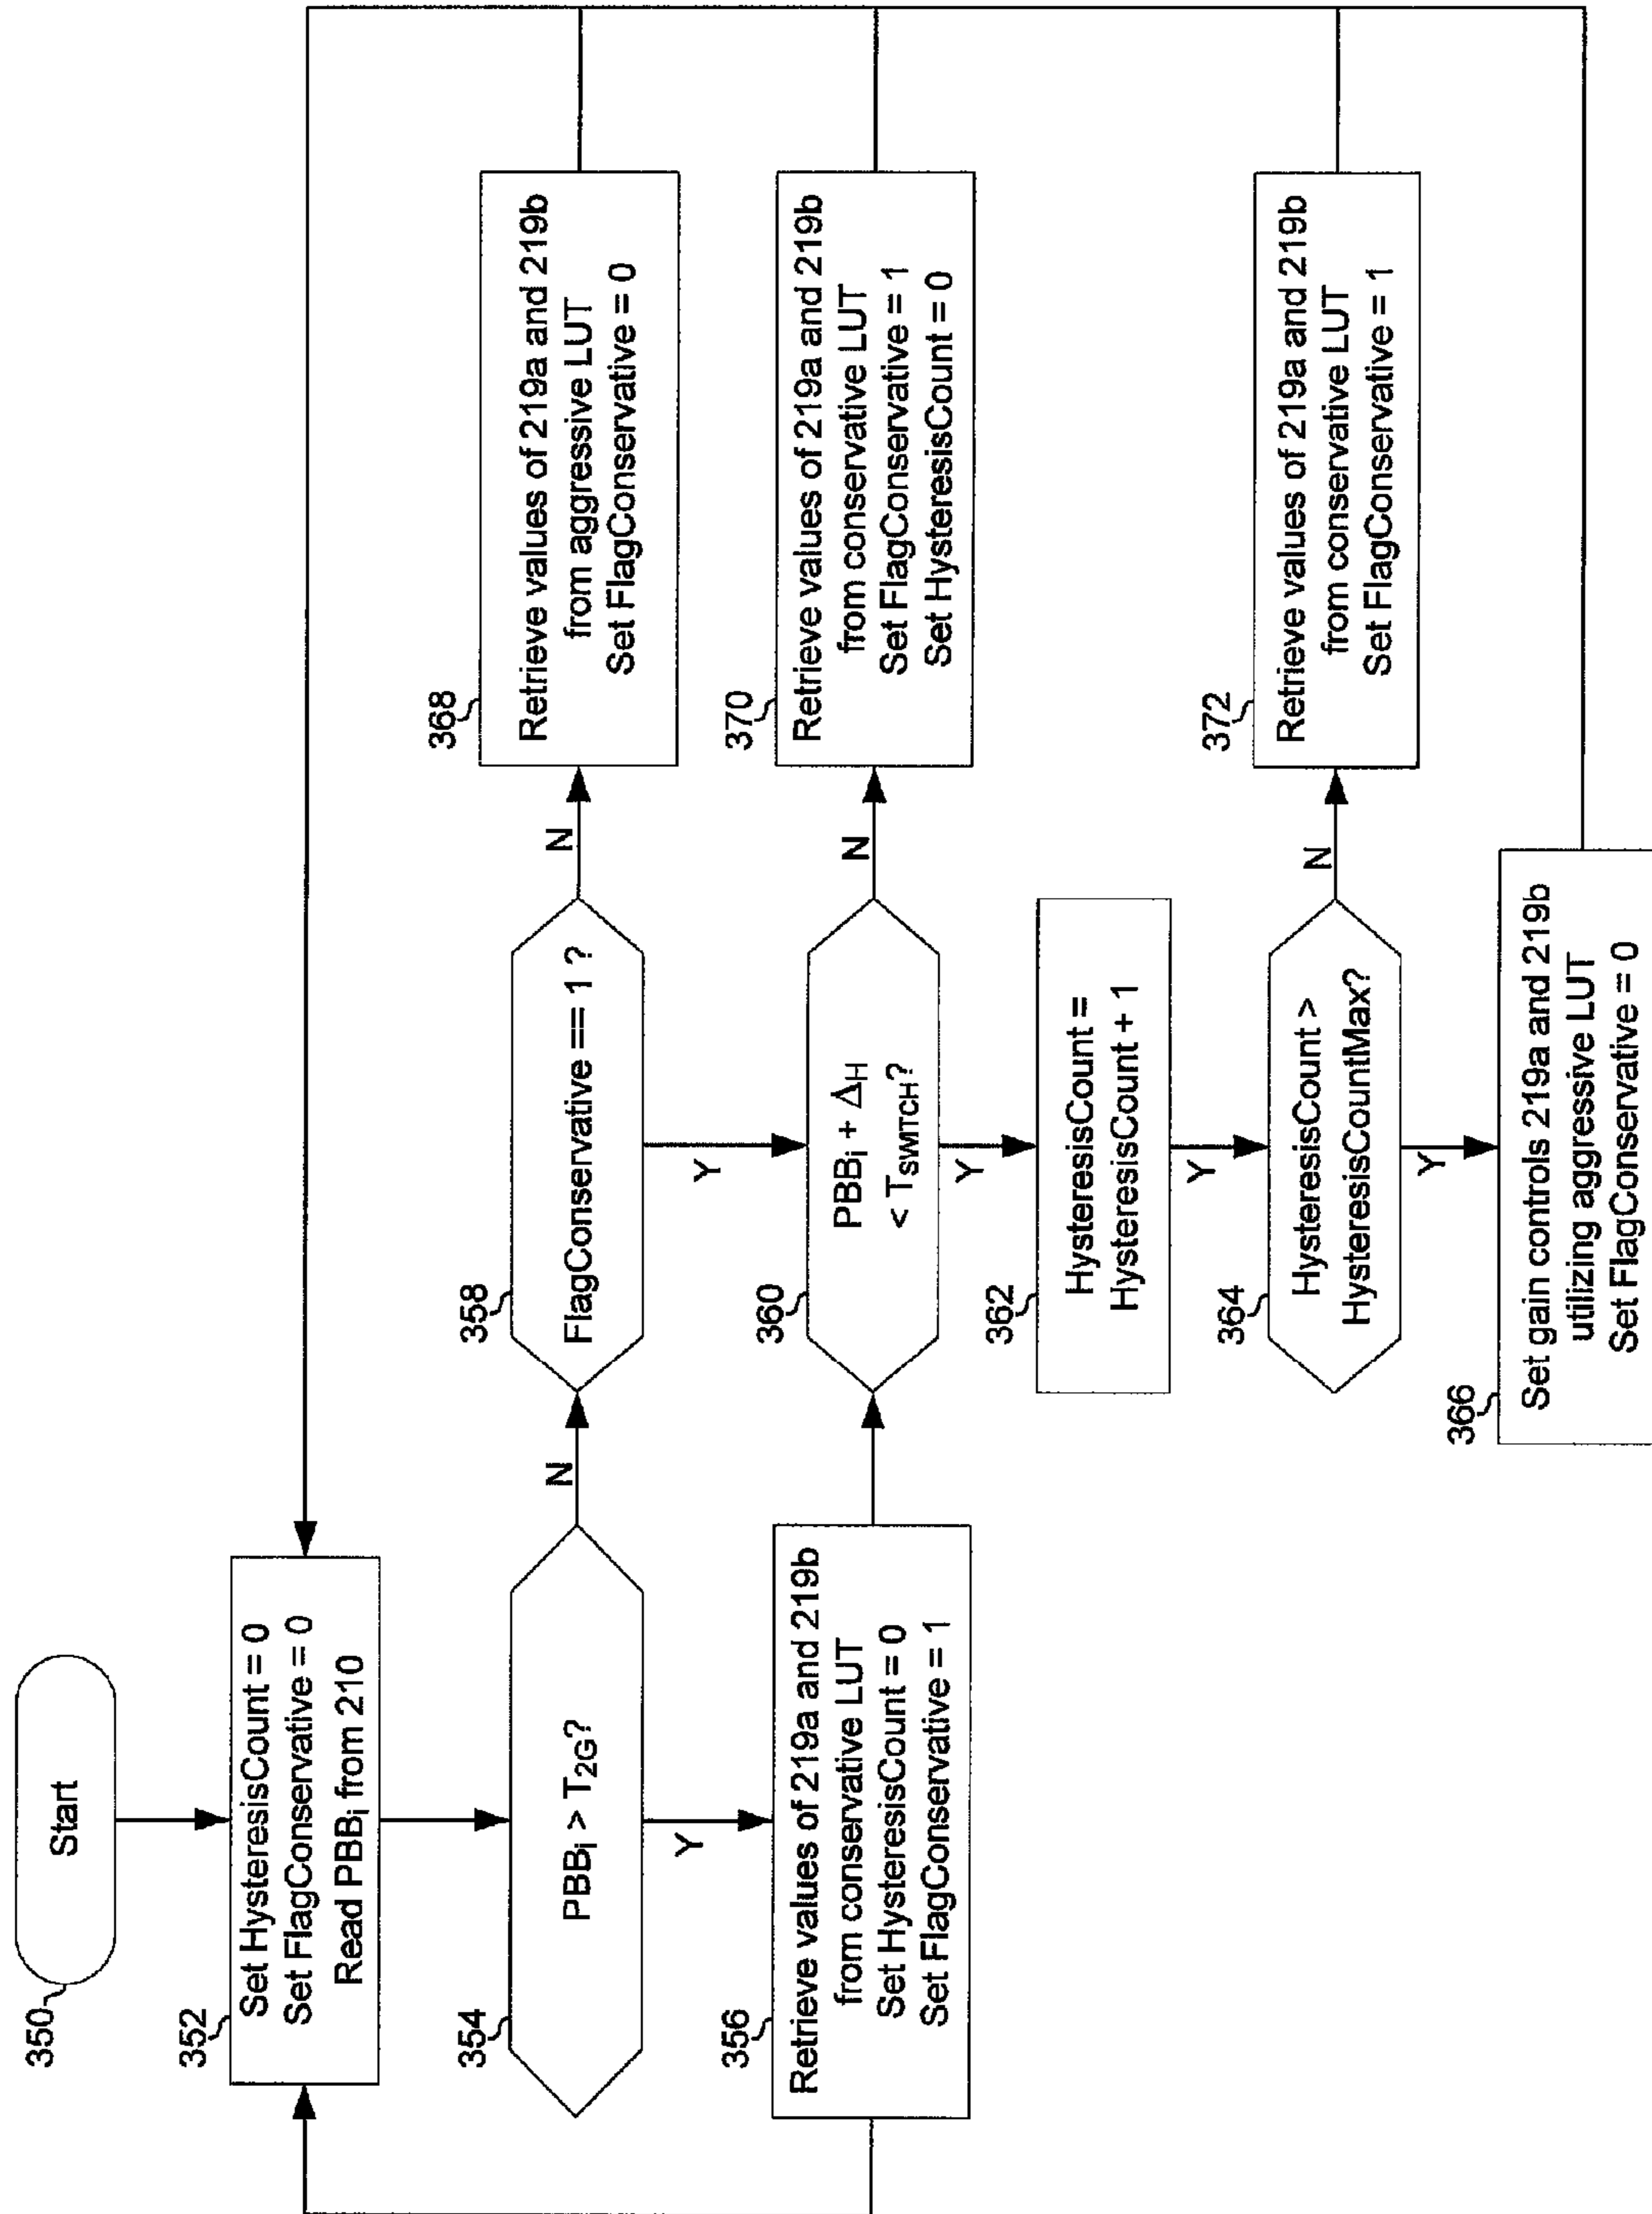 350
Start
352
Set HysteresisCount = 0
Set FlagConservative = 0
Read PBBi from 210
354
PBBi > T2G?
N
Y
356
Retrieve values of 219a and 219b
from conservative LUT
Set HysteresisCount = 0
Set FlagConservative = 1
358
FlagConservative == 1 ?
N
Y
368
Retrieve values of 219a and 219b
from aggressive LUT
Set FlagConservative = 0
360
PBBi + ΔH
< TSWITCH?
N
Y
370
Retrieve values of 219a and 219b
from conservative LUT
Set FlagConservative = 1
Set HysteresisCount = 0
362
HysteresisCount =
HysteresisCount + 1
Y
364
HysteresisCount >
HysteresisCountMax?
N
Y
372
Retrieve values of 219a and 219b
from conservative LUT
Set FlagConservative = 1
366
Set gain controls 219a and 219b
utilizing aggressive LUT
Set FlagConservative = 0